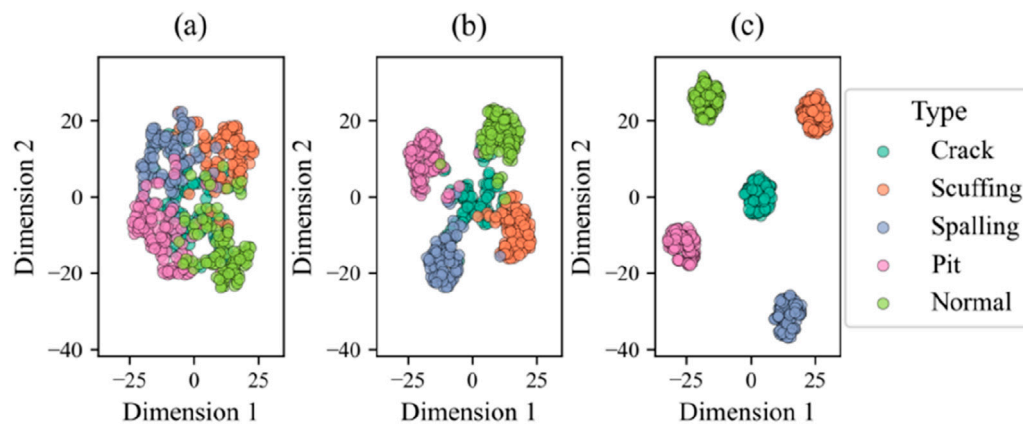 (a)
(b)
(c)
Dimension 2
20
0
−20
−40
−25
0
25
Dimension 1
Dimension 2
20
0
−20
−40
−25
0
25
Dimension 1
Dimension 2
20
0
−20
−40
−25
0
25
Dimension 1
Type
Crack
Scuffing
Spalling
Pit
Normal